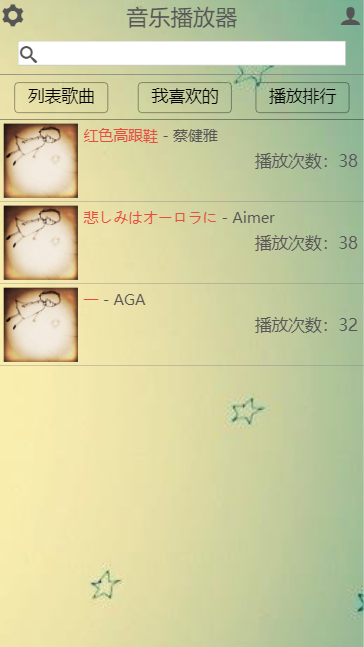 音乐播放器
列表歌曲 我喜欢的 播放排行
红色高跟鞋 - 蔡健雅
播放次数：38
悲しみはオーロラに - Aimer
播放次数：38
一 - AGA
播放次数：32